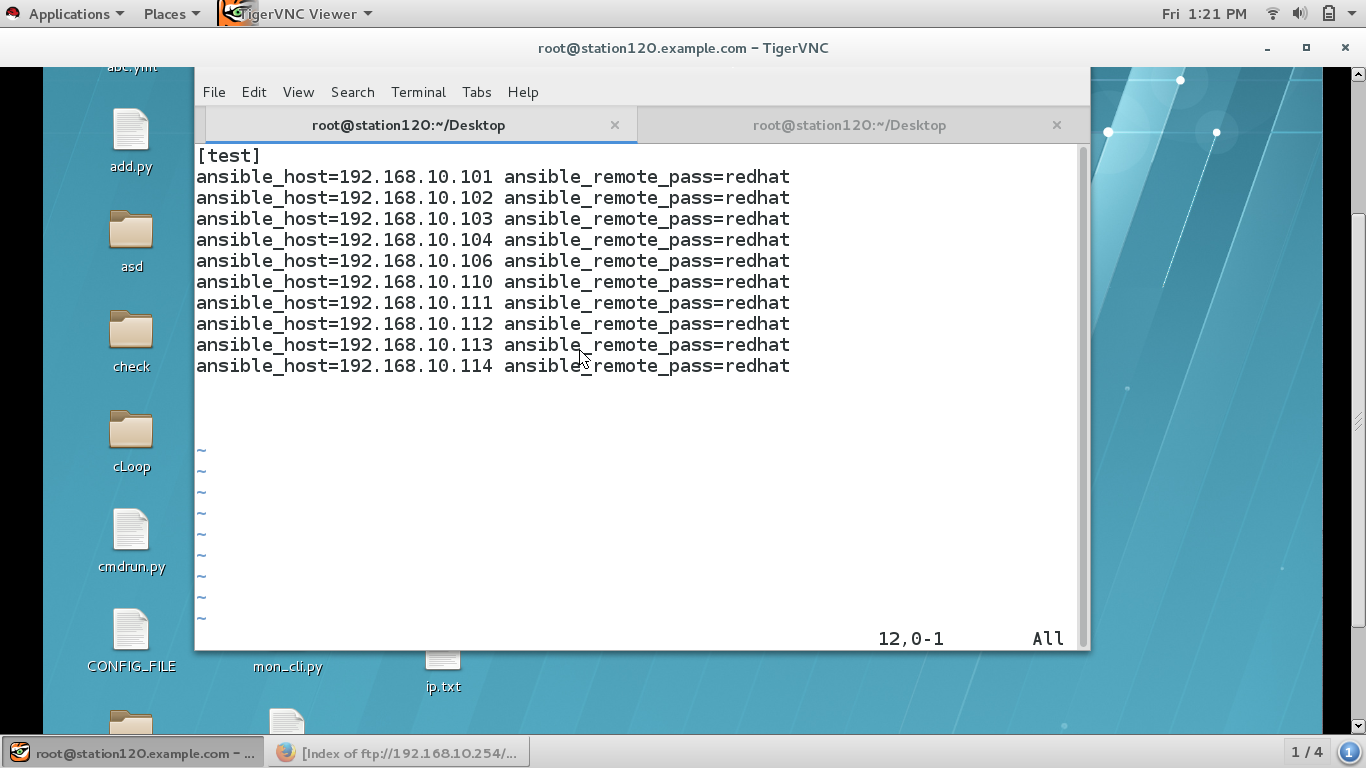 Applications Places TigerVNC Viewer Fri 1:21 PM
root@station120.example.com – TigerVNC
abc.yml
File Edit View Search Terminal Tabs Help
root@station120:~/Desktop × root@station120:~/Desktop ×
[test]
ansible_host=192.168.10.101 ansible_remote_pass=redhat
ansible_host=192.168.10.102 ansible_remote_pass=redhat
ansible_host=192.168.10.103 ansible_remote_pass=redhat
ansible_host=192.168.10.104 ansible_remote_pass=redhat
ansible_host=192.168.10.106 ansible_remote_pass=redhat
ansible_host=192.168.10.110 ansible_remote_pass=redhat
ansible_host=192.168.10.111 ansible_remote_pass=redhat
ansible_host=192.168.10.112 ansible_remote_pass=redhat
ansible_host=192.168.10.113 ansible_remote_pass=redhat
ansible_host=192.168.10.114 ansible_remote_pass=redhat
~
~
~
~
~
~
~
~
~
12,0-1 All
add.py
asd
check
cLoop
cmdrun.py
CONFIG_FILE
mon_cli.py
ip.txt
root@station120.example.com – ... [Index of ftp://192.168.10.254/... 1 / 4 1